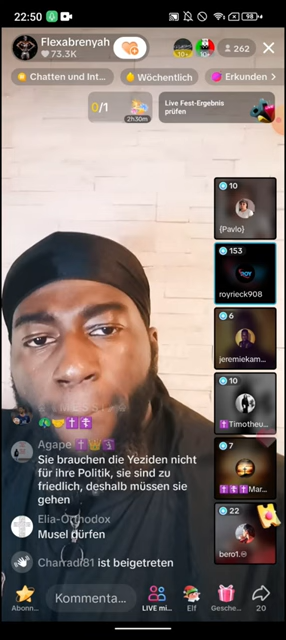 22:50
98
Flexabrenyah
73.3K
262
Chatten und Int...
Wöchentlich
Erkunden
0/1
2h30m
Live Fest-Ergebnis
prüfen
10
{Pavlo}
153
royrieck908
6
jeremiekam...
10
Timotheu...
7
Mar...
22
bero1.
Agape
Sie brauchen die Yeziden nicht
für ihre Politik, sie sind zu
friedlich, deshalb müssen sie
gehen
Elia-Orthodox
Musel dürfen
Charradi81 ist beigetreten
Abonn...
Kommenta...
LIVE mi...
Elf
Gesche...
20